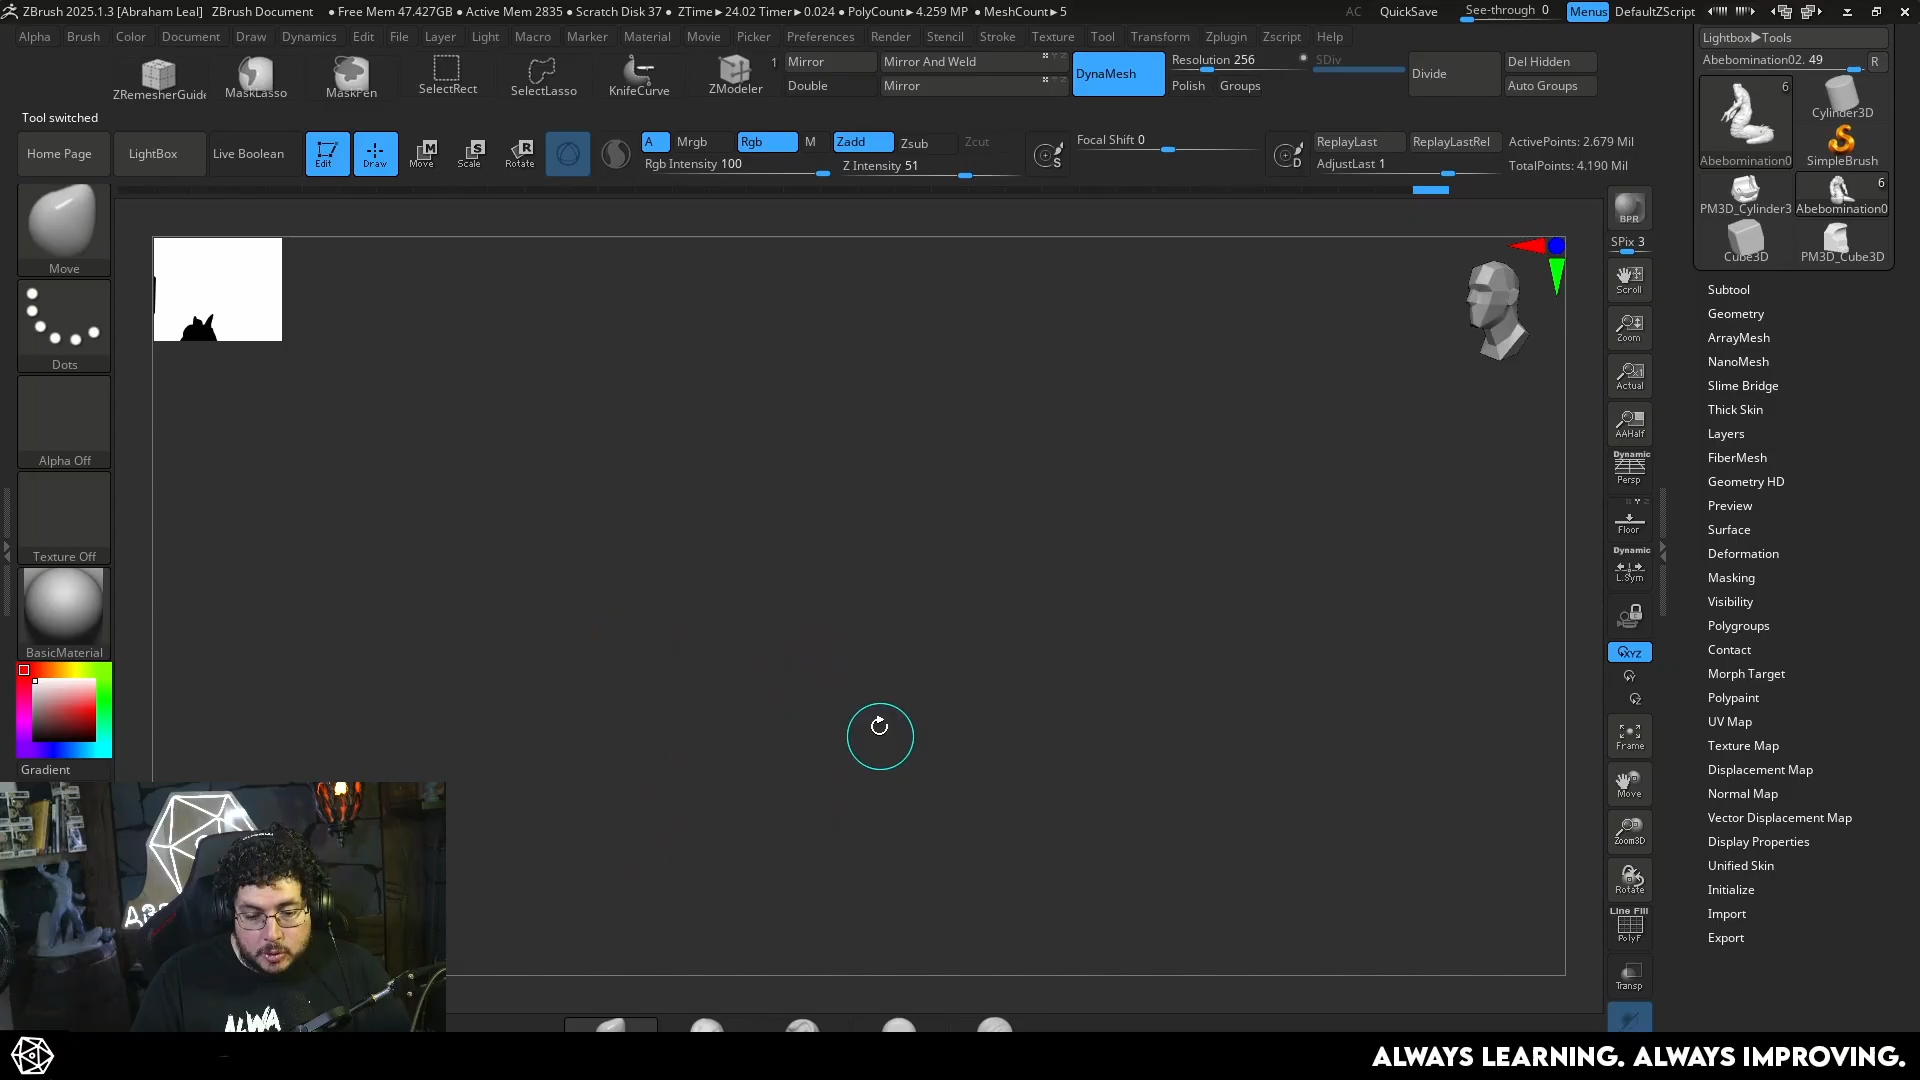 ZBrush 2025.1.3 [Abraham Leal] ZBrush Document ● Free Mem 47.427GB ● Active Mem 2835 ● Scratch Disk 37 ● ZTime►24.02 Timer►0.024 ● PolyCount►4.259 MP ● MeshCount►5 AC QuickSave See-through 0 Menus DefaultZScript
Alpha Brush Color Document Draw Dynamics Edit File Layer Light Macro Marker Material Movie Picker Preferences Render Stencil Stroke Texture Tool Transform Zplugin Zscript Help
Lightbox►Tools
Abebomination02. 49 R
ZRemesherGuide MaskLasso MaskPen SelectRect SelectLasso KnifeCurve ZModeler 1
Mirror Mirror And Weld
Double Mirror
DynaMesh
Resolution 256 SDiv
Polish Groups
Divide
Del Hidden
Auto Groups
Tool switched
Home Page LightBox Live Boolean Edit Draw Move Scale Rotate
A Mrgb Rgb M Zadd Zsub Zcut
Rgb Intensity 100 Z Intensity 51
S
Focal Shift 0
D
ReplayLast ReplayLastRel ActivePoints: 2.679 Mil
AdjustLast 1 TotalPoints: 4.190 Mil
6 Cylinder3D
Abebomination0 SimpleBrush
PM3D_Cylinder3 6 Abebomination0
Cube3D PM3D_Cube3D
Move
Dots
Alpha Off
Texture Off
BasicMaterial
Gradient
BPR
SPix 3
Scroll
Zoom
Actual
AAHalf
Dynamic
Persp
Floor
Dynamic
L.Sym
XYZ
Y
Z
Frame
Move
Zoom3D
Rotate
Line Fill
PolyF
Transp
Subtool
Geometry
ArrayMesh
NanoMesh
Slime Bridge
Thick Skin
Layers
FiberMesh
Geometry HD
Preview
Surface
Deformation
Masking
Visibility
Polygroups
Contact
Morph Target
Polypaint
UV Map
Texture Map
Displacement Map
Normal Map
Vector Displacement Map
Display Properties
Unified Skin
Initialize
Import
Export
ALWAYS LEARNING. ALWAYS IMPROVING.